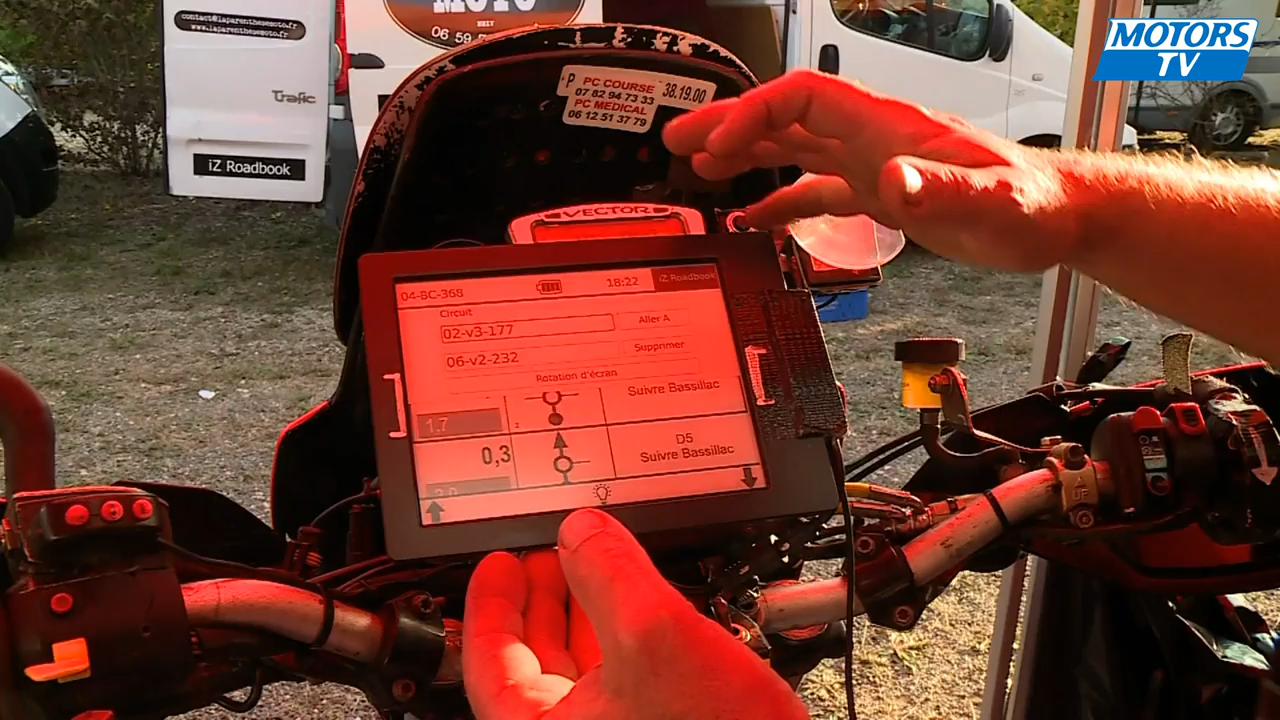 contact@laparenthesemoto.fr
www.laparenthesemoto.fr
MOTO
06 59
Trafic
iZ Roadbook
MOTORS
TV
P PC COURSE 38.19.00
07 82 94 73 33
PC MEDICAL
06 12 51 37 79
VECTOR
04-BC-368
18:22
iZ Roadbook
Circuit
02-v3-177
Aller A
06-v2-232
Supprimer
Rotation d'écran
1.7
Suivre Bassillac
0,3
D5
Suivre Bassillac
UF